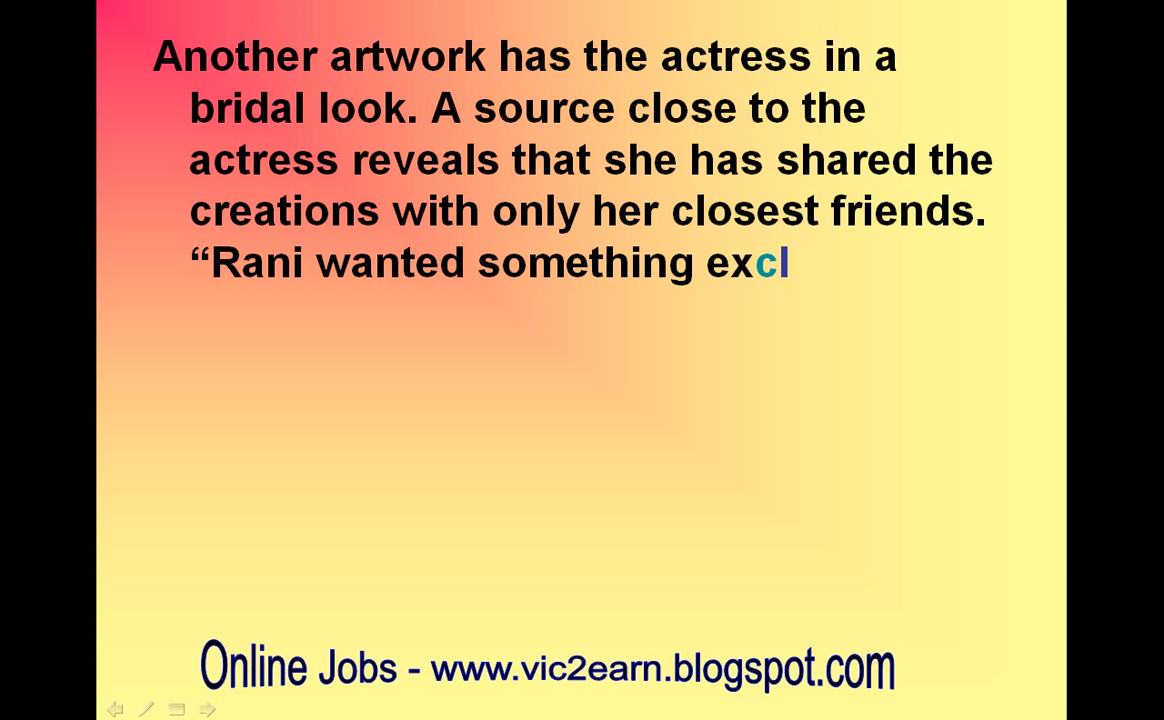 Another artwork has the actress in a
bridal look. A source close to the
actress reveals that she has shared the
creations with only her closest friends.
“Rani wanted something excl
Online Jobs - www.vic2earn.blogspot.com